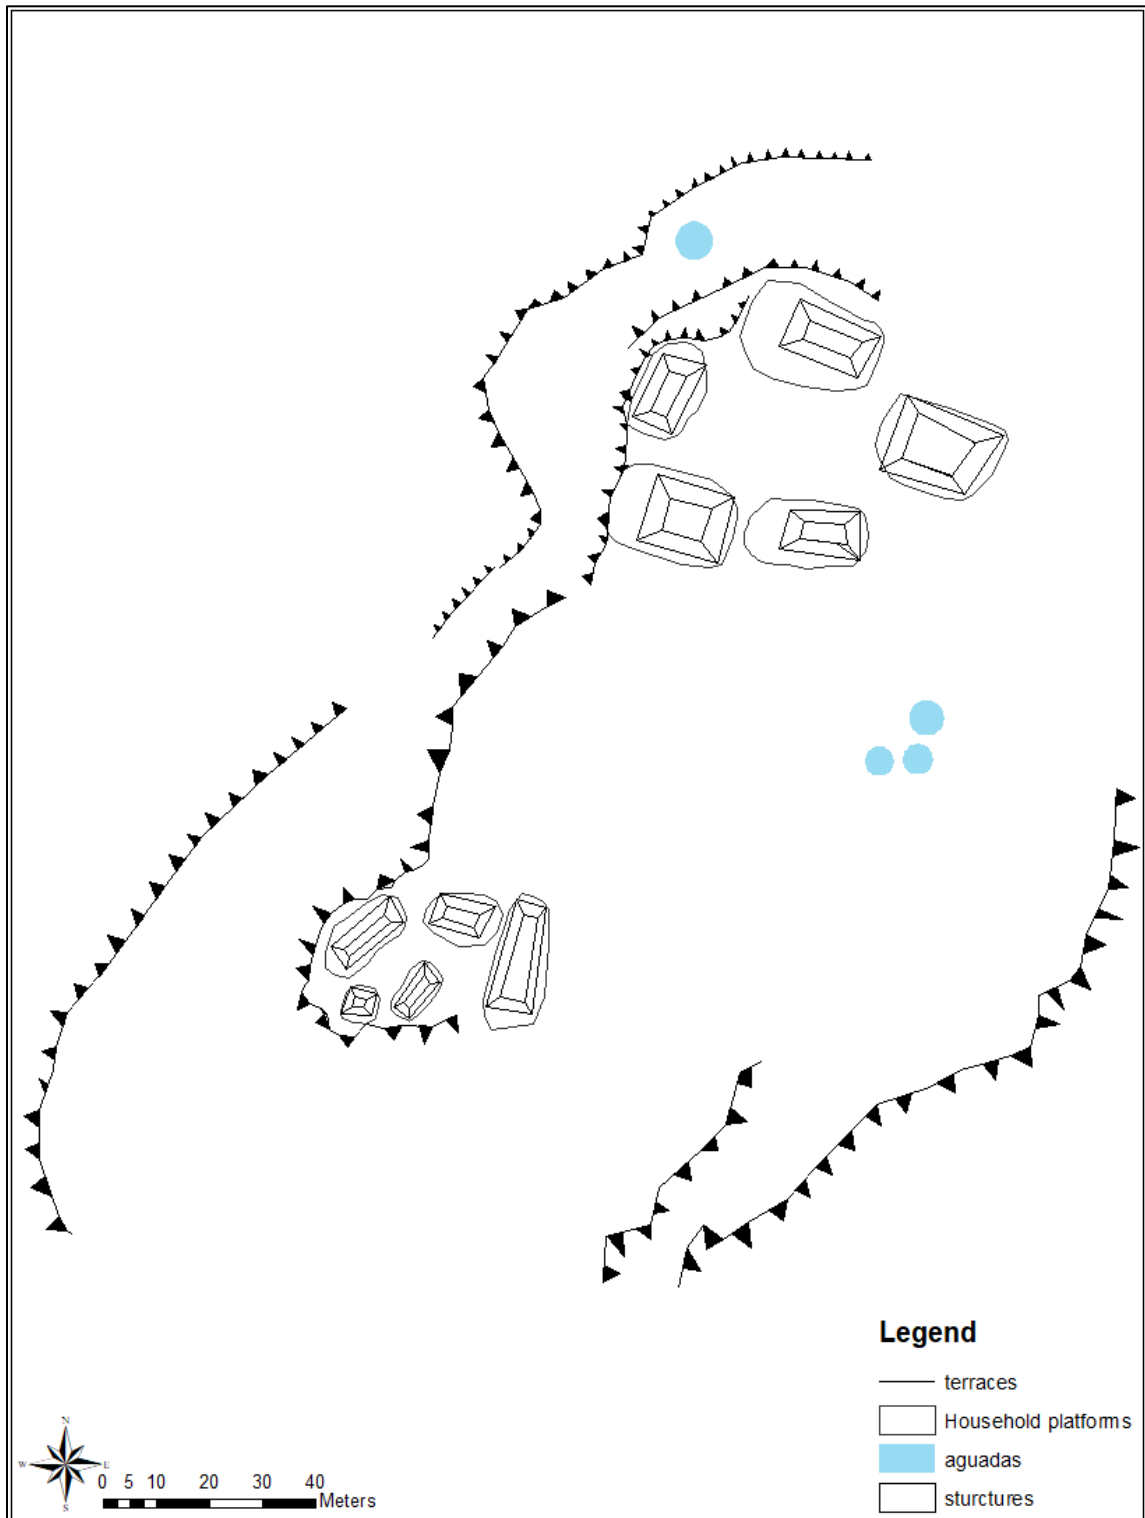 Legend
terraces
Household platforms
aguadas
sturctures
N
W E
S
0 5 10 20 30 40
Meters